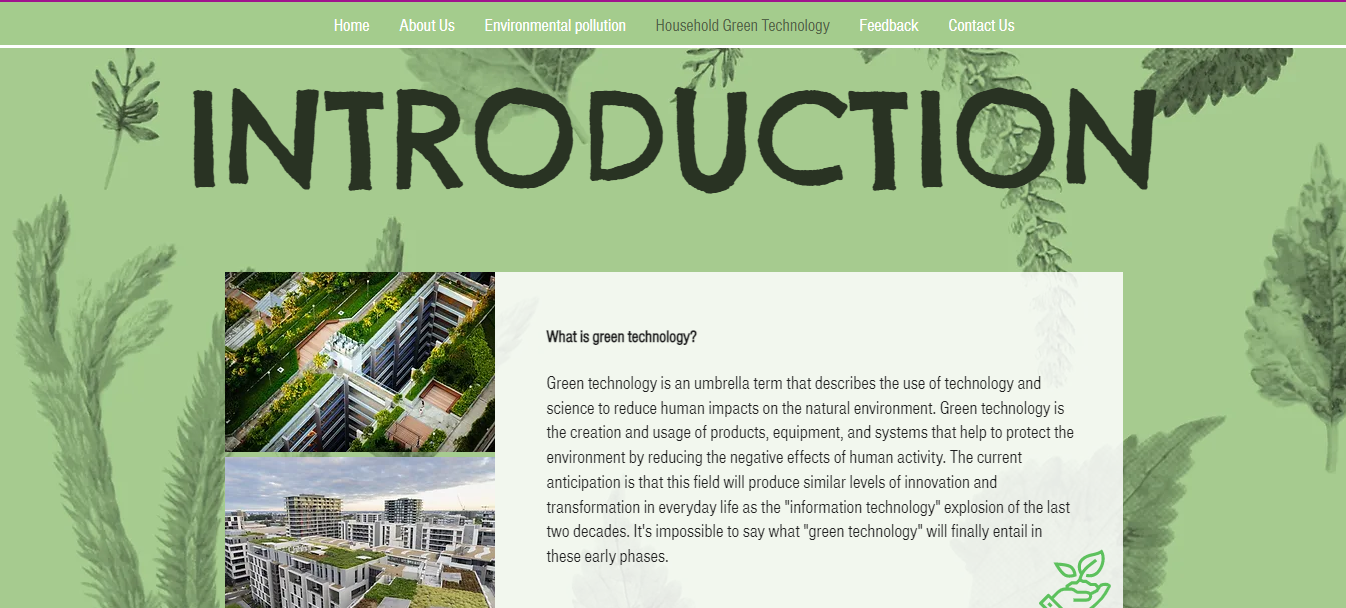 Home About Us Environmental pollution Household Green Technology Feedback Contact Us
INTRODUCTION
What is green technology?
Green technology is an umbrella term that describes the use of technology and
science to reduce human impacts on the natural environment. Green technology is
the creation and usage of products, equipment, and systems that help to protect the
environment by reducing the negative effects of human activity. The current
anticipation is that this field will produce similar levels of innovation and
transformation in everyday life as the "information technology" explosion of the last
two decades. It's impossible to say what "green technology" will finally entail in
these early phases.